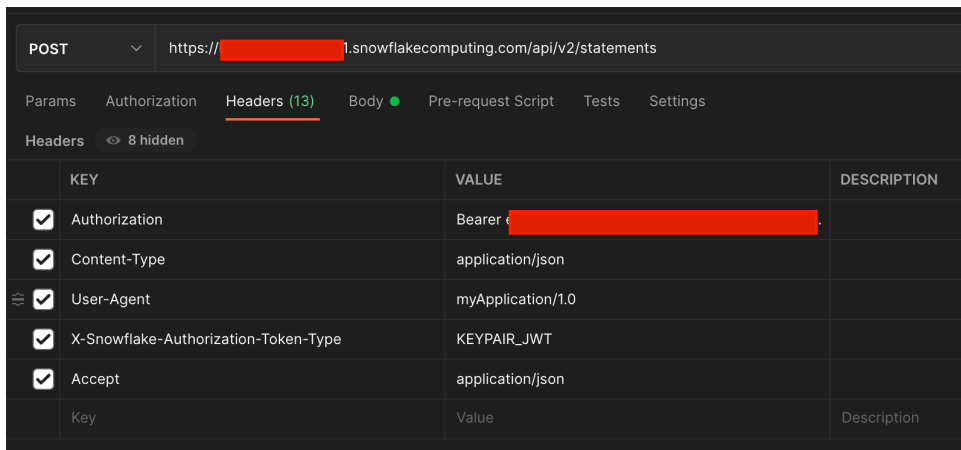 POST https:// 1.snowflakecomputing.com/api/v2/statements
Params Authorization Headers (13) Body Pre-request Script Tests Settings
Headers 8 hidden
KEY VALUE DESCRIPTION
Authorization Bearer e .
Content-Type application/json
User-Agent myApplication/1.0
X-Snowflake-Authorization-Token-Type KEYPAIR_JWT
Accept application/json
Key Value Description